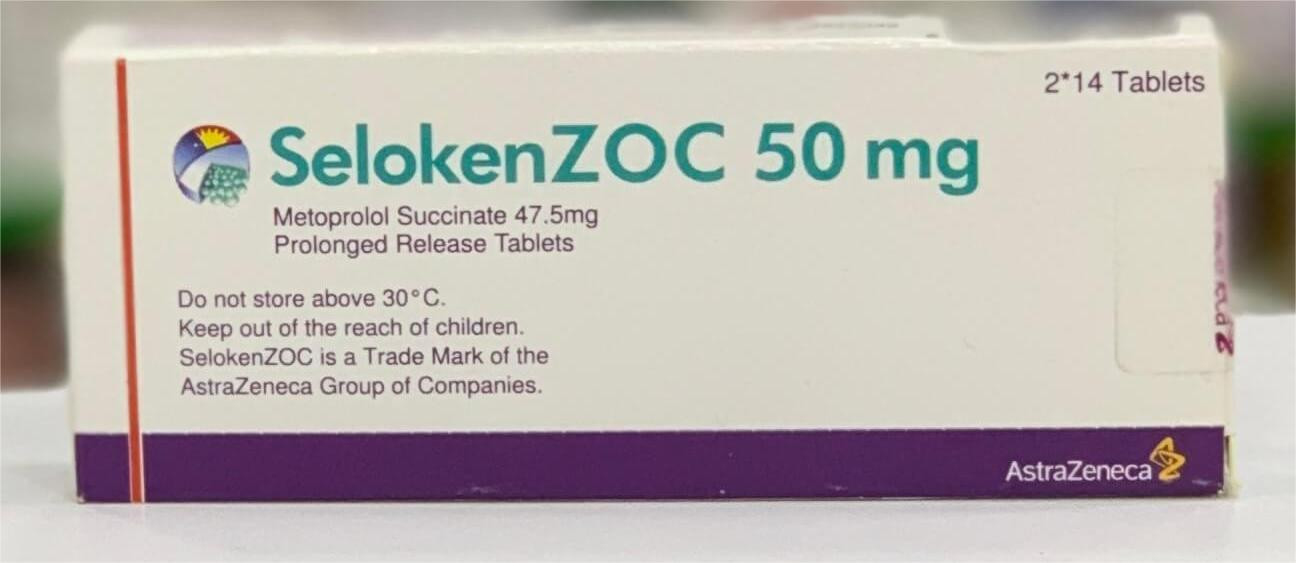 2*14 Tablets
SelokenZOC 50 mg
Metoprolol Succinate 47.5mg
Prolonged Release Tablets
Do not store above 30°C.
Keep out of the reach of children.
SelokenZOC is a Trade Mark of the
AstraZeneca Group of Companies.
AstraZeneca